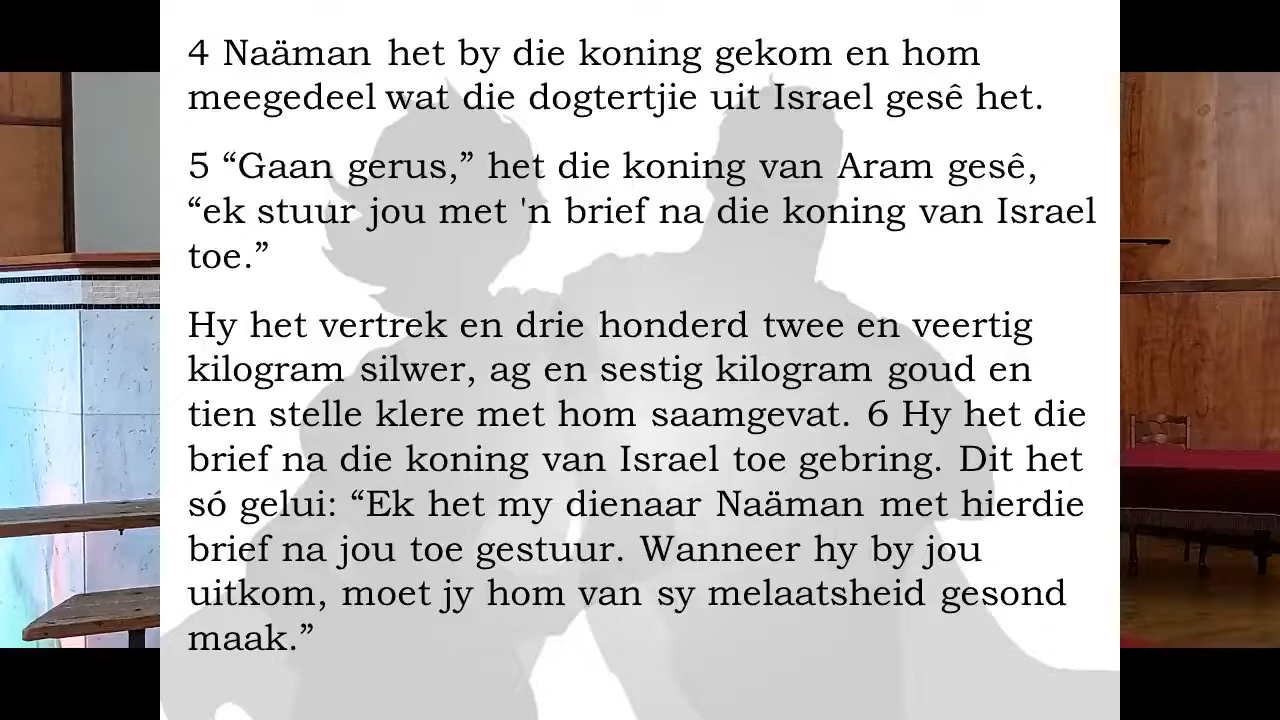 4 Naäman het by die koning gekom en hom
meegedeel wat die dogtertjie uit Israel gesê het.
5 “Gaan gerus,” het die koning van Aram gesê,
“ek stuur jou met 'n brief na die koning van Israel
toe.”
Hy het vertrek en drie honderd twee en veertig
kilogram silwer, ag en sestig kilogram goud en
tien stelle klere met hom saamgevat. 6 Hy het die
brief na die koning van Israel toe gebring. Dit het
só gelui: “Ek het my dienaar Naäman met hierdie
brief na jou toe gestuur. Wanneer hy by jou
uitkom, moet jy hom van sy melaatsheid gesond
maak.”